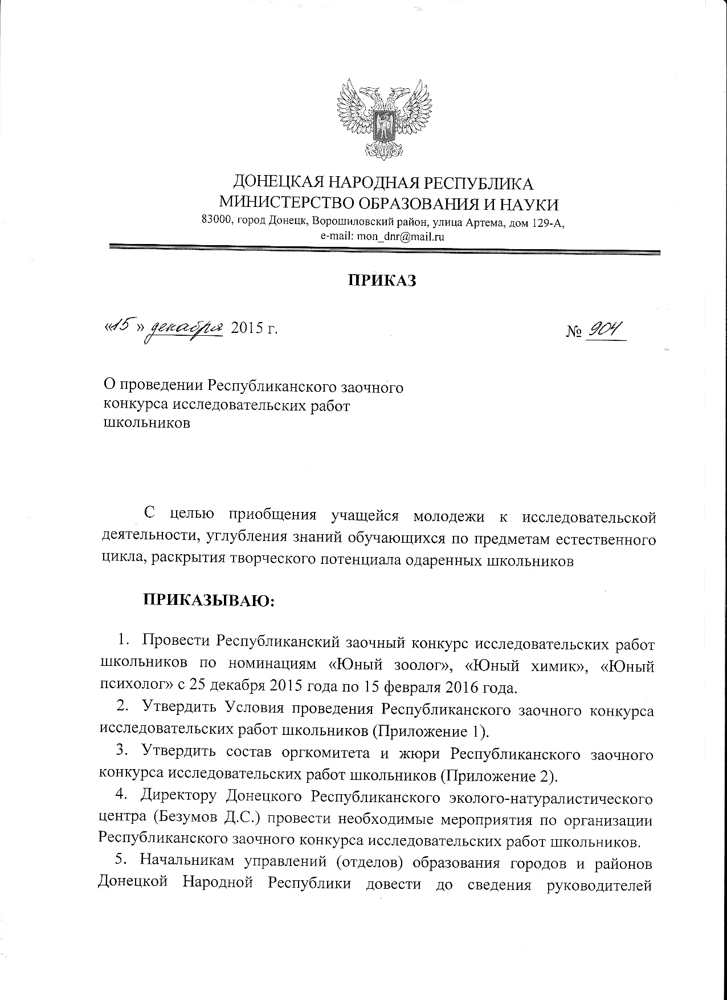 ДОНЕЦКАЯ НАРОДНАЯ РЕСПУБЛИКА
МИНИСТЕРСТВО ОБРАЗОВАНИЯ И НАУКИ
83000, город Донецк, Ворошиловский район, улица Артема, дом 129-А,
e-mail: mon_dnr@mail.ru
ПРИКАЗ
«15» декабря 2015 г. № 904
О проведении Республиканского заочного
конкурса исследовательских работ
школьников
С целью приобщения учащейся молодежи к исследовательской
деятельности, углубления знаний обучающихся по предметам естественного
цикла, раскрытия творческого потенциала одаренных школьников
ПРИКАЗЫВАЮ:
1. Провести Республиканский заочный конкурс исследовательских работ
школьников по номинациям «Юный зоолог», «Юный химик», «Юный
психолог» с 25 декабря 2015 года по 15 февраля 2016 года.
2. Утвердить Условия проведения Республиканского заочного конкурса
исследовательских работ школьников (Приложение 1).
3. Утвердить состав оргкомитета и жюри Республиканского заочного
конкурса исследовательских работ школьников (Приложение 2).
4. Директору Донецкого Республиканского эколого-натуралистического
центра (Безумов Д.С.) провести необходимые мероприятия по организации
Республиканского заочного конкурса исследовательских работ школьников.
5. Начальникам управлений (отделов) образования городов и районов
Донецкой Народной Республики довести до сведения руководителей